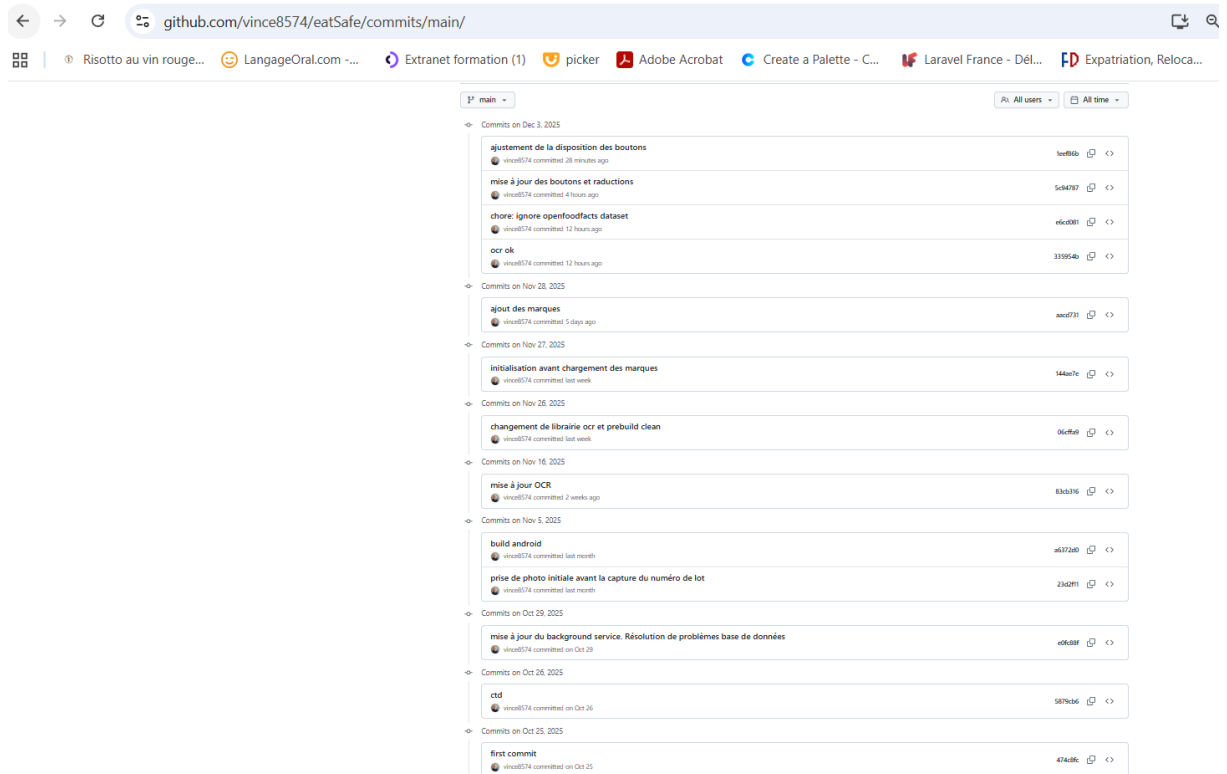 github.com/vince8574/eatSafe/commits/main/
Risotto au vin rouge... LangageOral.com -... Extranet formation (1) picker Adobe Acrobat Create a Palette - C... Laravel France - Dél... Expatriation, Reloca...
main All users All time
Commits on Dec 3, 2025
ajustement de la disposition des boutons
vince8574 committed 28 minutes ago
1eef86b
mise à jour des boutons et raductions
vince8574 committed 4 hours ago
5c94787
chore: ignore openfoodfacts dataset
vince8574 committed 12 hours ago
e6cd081
ocr ok
vince8574 committed 12 hours ago
335954b
Commits on Nov 28, 2025
ajout des marques
vince8574 committed 5 days ago
aacd731
Commits on Nov 27, 2025
initialisation avant chargement des marques
vince8574 committed last week
144ae7e
Commits on Nov 26, 2025
changement de librairie ocr et prebuild clean
vince8574 committed last week
06cffa9
Commits on Nov 16, 2025
mise à jour OCR
vince8574 committed 2 weeks ago
83cb316
Commits on Nov 5, 2025
build android
vince8574 committed last month
a6372d0
prise de photo initiale avant la capture du numéro de lot
vince8574 committed last month
23d2f11
Commits on Oct 29, 2025
mise à jour du background service. Résolution de problèmes base de données
vince8574 committed on Oct 29
e0fc88f
Commits on Oct 26, 2025
ctd
vince8574 committed on Oct 26
5879cb6
Commits on Oct 25, 2025
first commit
vince8574 committed on Oct 25
474c8fc